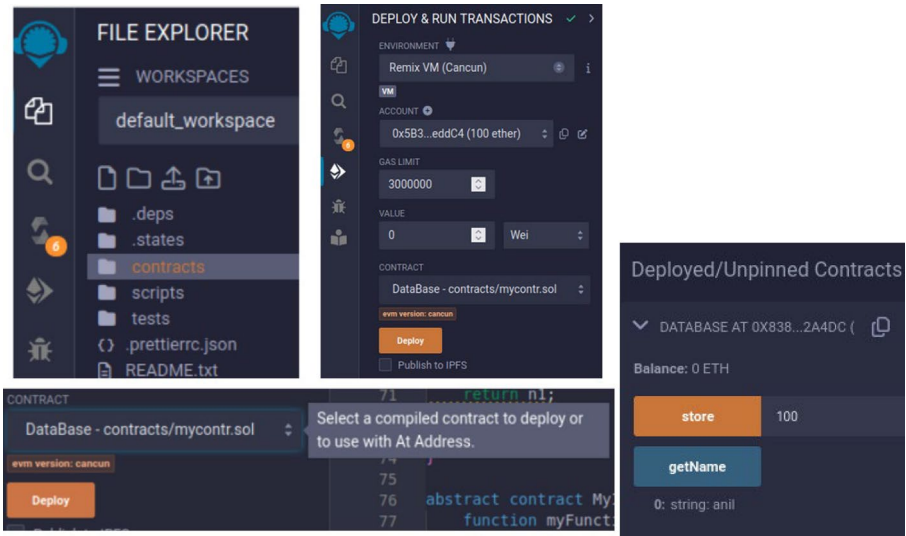 FILE EXPLORER
WORKSPACES
default_workspace
.deps
.states
contracts
scripts
tests
.prettierrc.json
README.txt
6
DEPLOY & RUN TRANSACTIONS
ENVIRONMENT
Remix VM (Cancun)
VM
ACCOUNT
0x5B3...eddC4 (100 ether)
GAS LIMIT
3000000
VALUE
0
Wei
CONTRACT
DataBase - contracts/mycontr.sol
evm version: cancun
Deploy
Publish to IPFS
6
CONTRACT
DataBase - contracts/mycontr.sol
evm version: cancun
Deploy
71 return n1;
Select a compiled contract to deploy or
to use with At Address.
74 }
75
76 abstract contract
77 function
Deployed/Unpinned Contracts
DATABASE AT 0X838...2A4DC (
Balance: 0 ETH
store 100
getName
0: string: anil